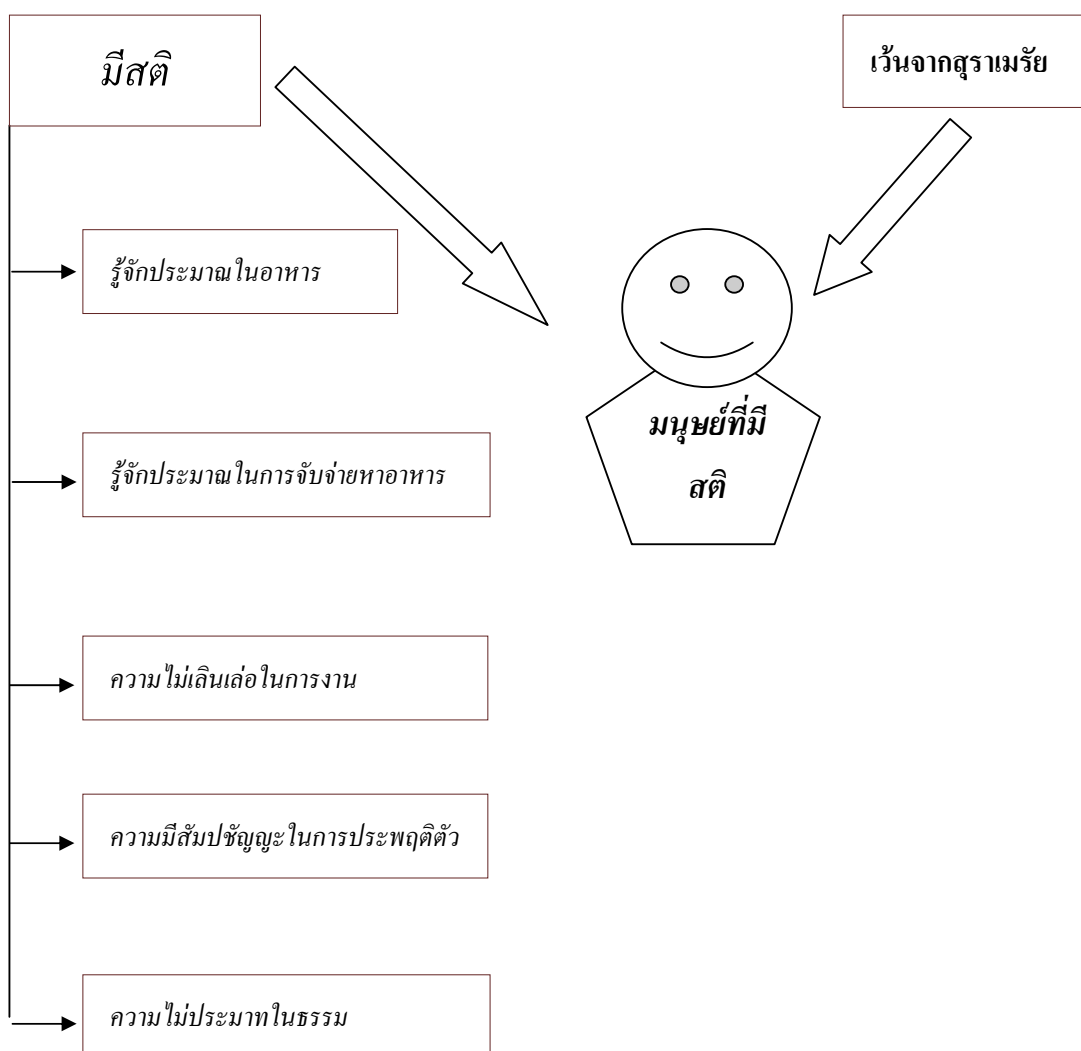 มีสติ
เว้นจากสุราเมรัย
รู้จักประมาณในอาหาร
มนุษย์ที่มี
สติ
รู้จักประมาณในการจับจ่ายหาอาหาร
ความไม่เลินเล่อในการงาน
ความมีสัมปชัญญะในการประพฤติตัว
ความไม่ประมาทในธรรม